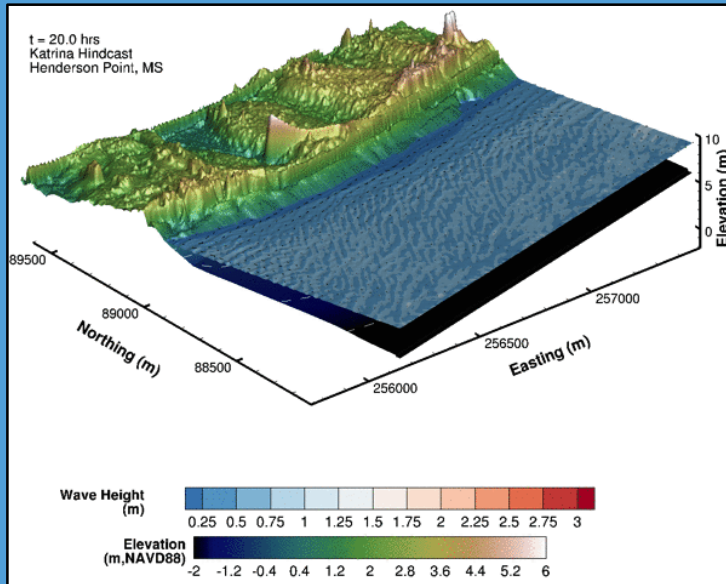 t = 20.0 hrs
Katrina Hindcast
Henderson Point, MS
10
5
0
Elevation (m)
89500
89000
88500
Northing (m)
257000
256500
256000
Easting (m)
Wave Height
(m)
0.25 0.5 0.75 1 1.25 1.5 1.75 2 2.25 2.5 2.75 3
Elevation
(m,NAVD88)
-2 -1.2 -0.4 0.4 1.2 2 2.8 3.6 4.4 5.2 6